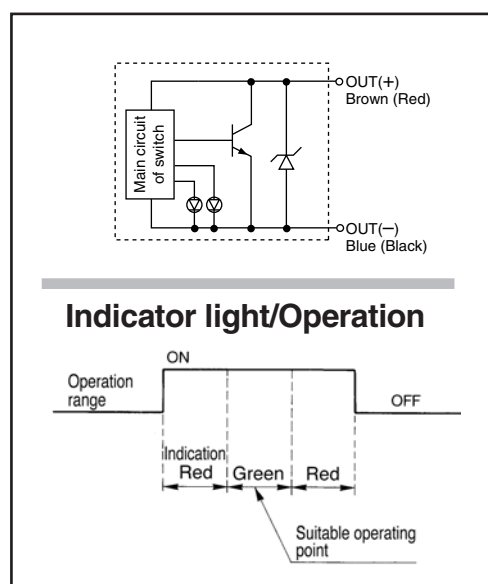 Main circuit
of switch
OUT(+)
Brown (Red)
OUT(−)
Blue (Black)
Indicator light/Operation
ON
Operation
range
OFF
Indication
Red
Green
Red
Suitable operating
point